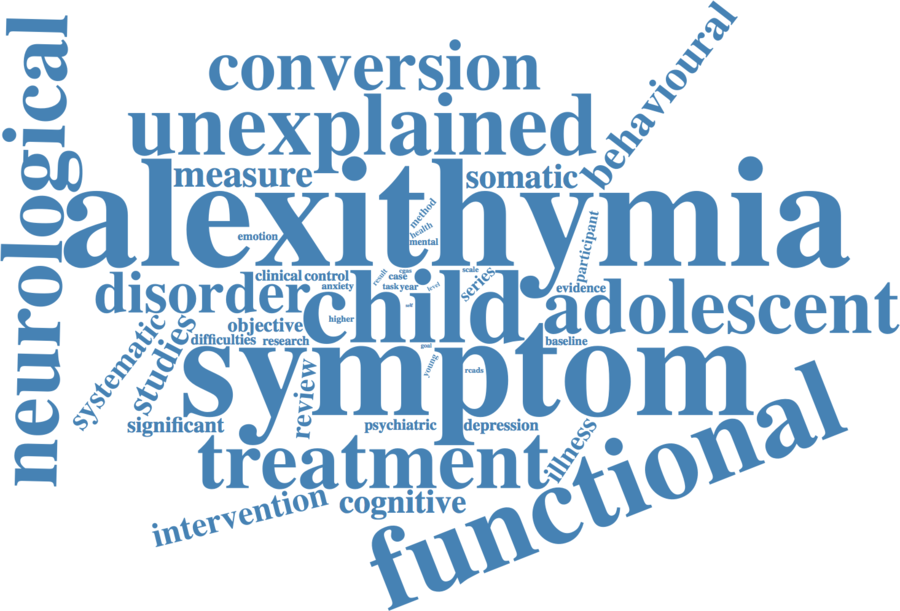 conversion
behavioural
neurological
unexplained
measure
somatic
alexithymia
method
health
mental
emotion
participant
clinical
control
result
cgas
case
scale
series
anxiety
task
year
level
evidence
disorder
child
adolescent
self
higher
objective
difficulties
research
goal
baseline
systematic
studies
symptom
young
rcads
review
significant
psychiatric
depression
treatment
illness
functional
intervention
cognitive